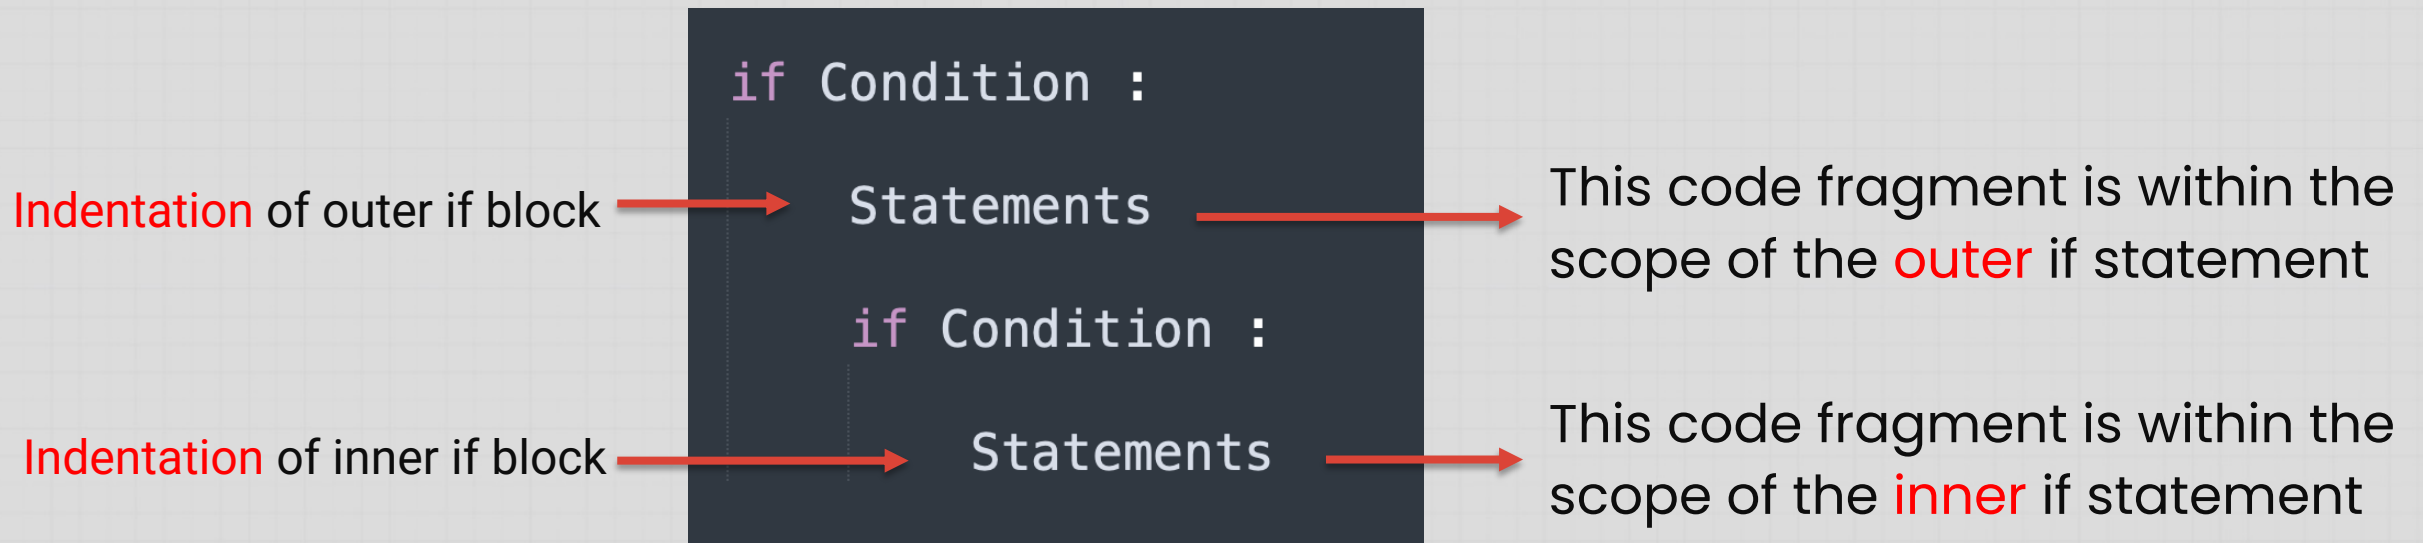 if Condition :
Indentation of outer if block
Statements
This code fragment is within the
scope of the outer if statement
if Condition :
Indentation of inner if block
Statements
This code fragment is within the
scope of the inner if statement